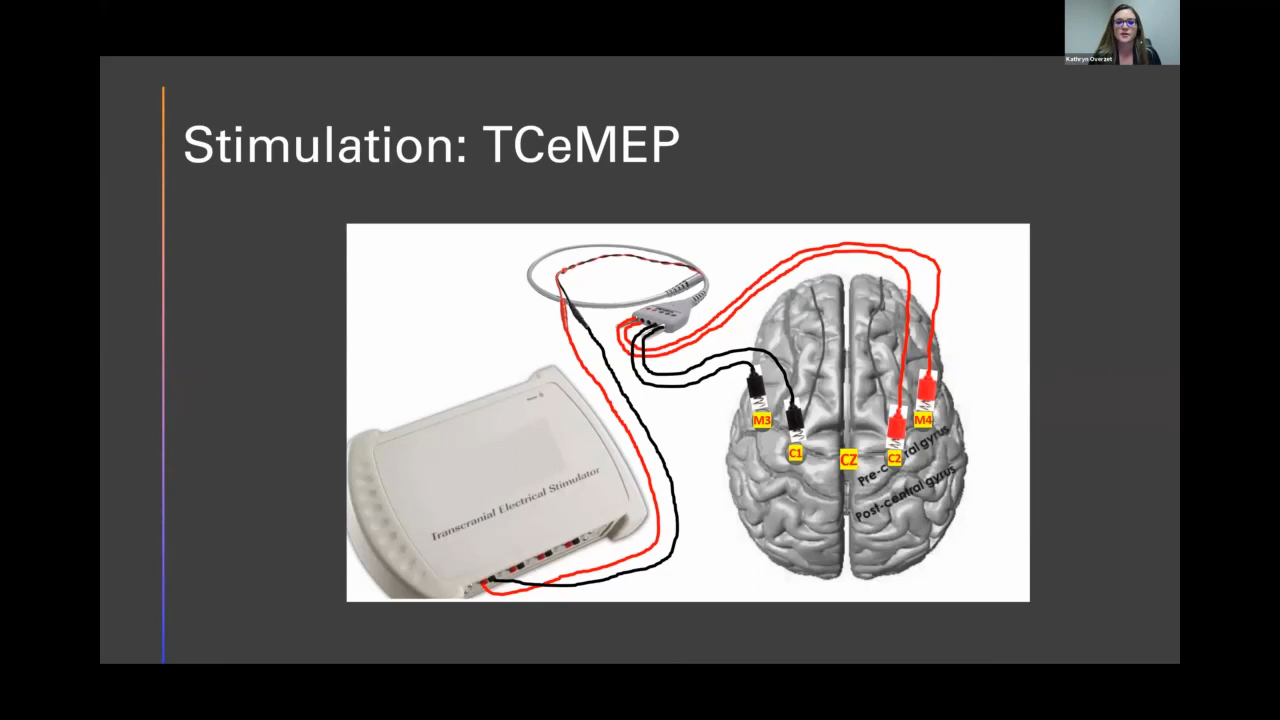 Kathryn Overzet
Stimulation: TCeMEP
M3
C1
CZ
C2
M4
Pre-central gyrus
Post-central gyrus
Transcranial Electrical Stimulator